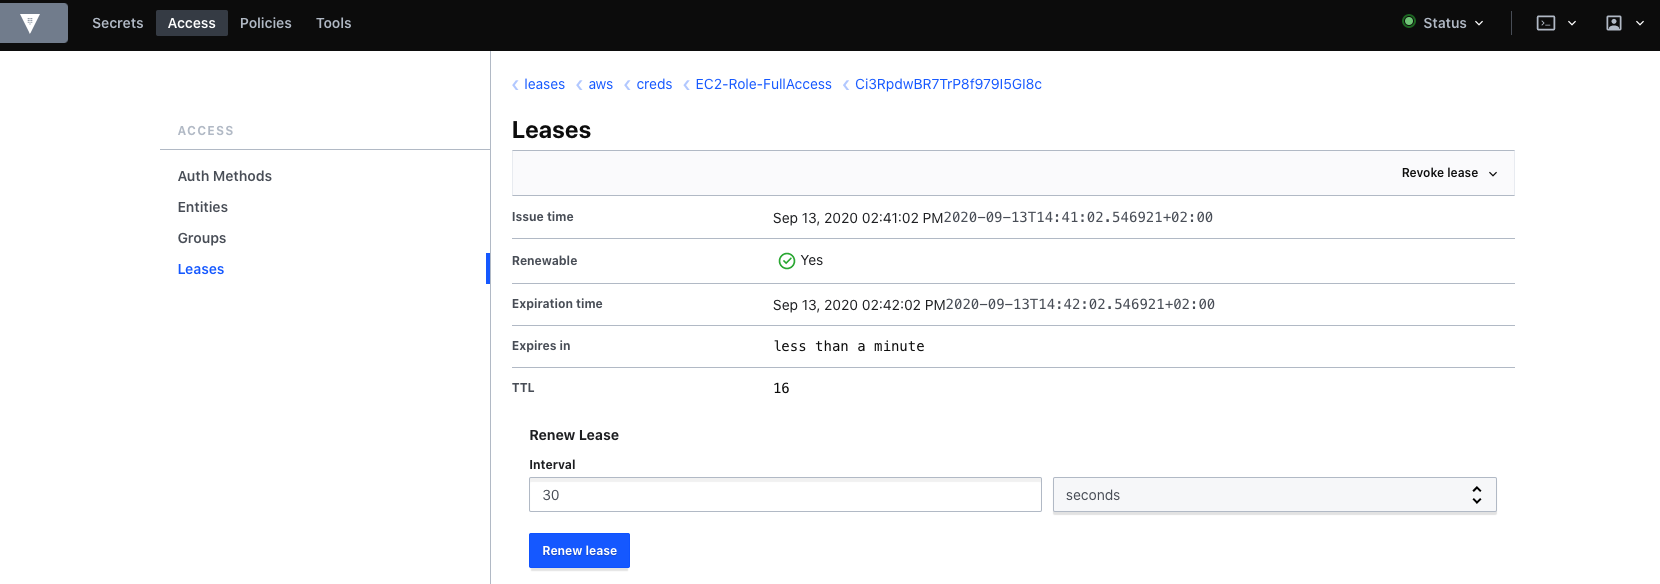 Secrets Access Policies Tools Status
leases aws creds EC2-Role-FullAccess Ci3RpdwBR7TrP8f979I5GI8c
ACCESS
Auth Methods
Entities
Groups
Leases
Leases
Revoke lease
Issue time Sep 13, 2020 02:41:02 PM2020-09-13T14:41:02.546921+02:00
Renewable Yes
Expiration time Sep 13, 2020 02:42:02 PM2020-09-13T14:42:02.546921+02:00
Expires in less than a minute
TTL 16
Renew Lease
Interval
30 seconds
Renew lease